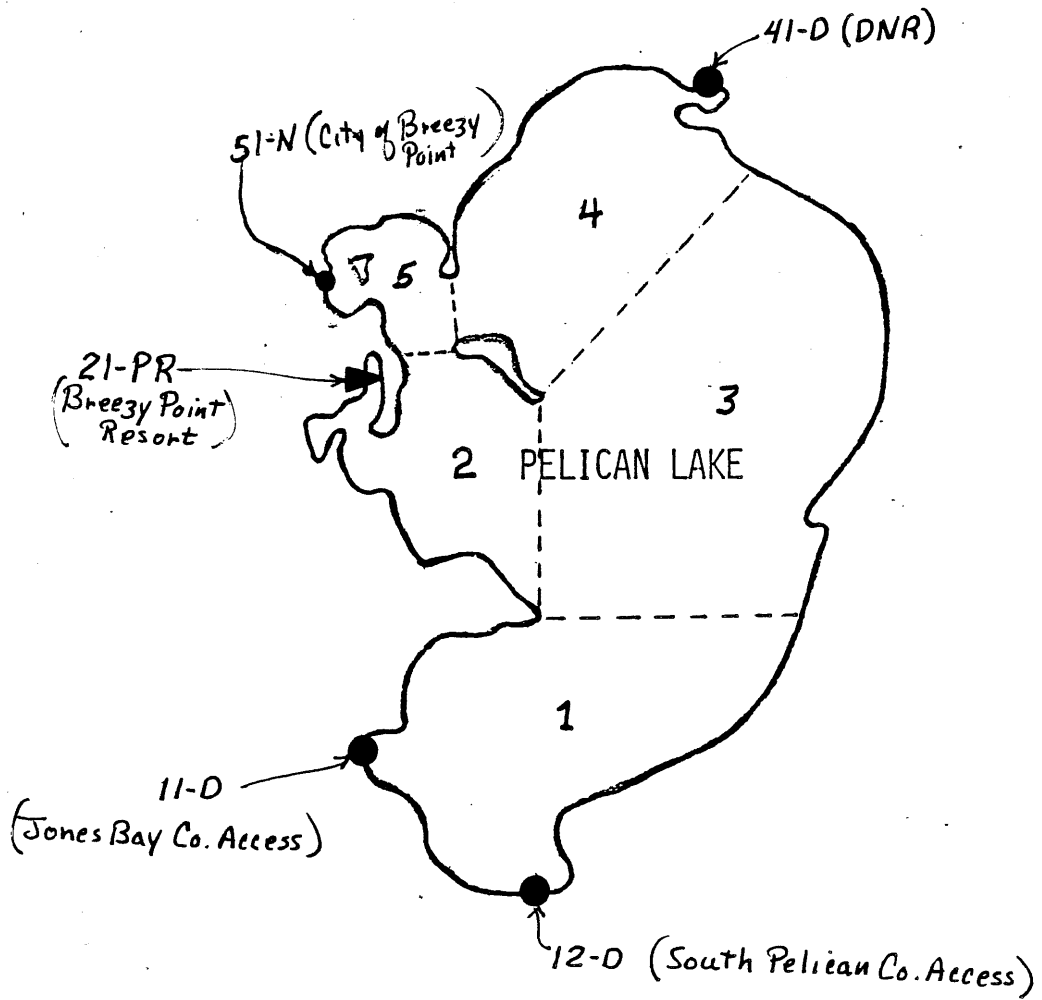 41-D (DNR)
51-N (City of Breezy
Point)
4
5
21-PR
(Breezy Point
Resort)
3
2 PELICAN LAKE
1
11-D
(Jones Bay Co. Access)
12-D (South Pelican Co. Access)